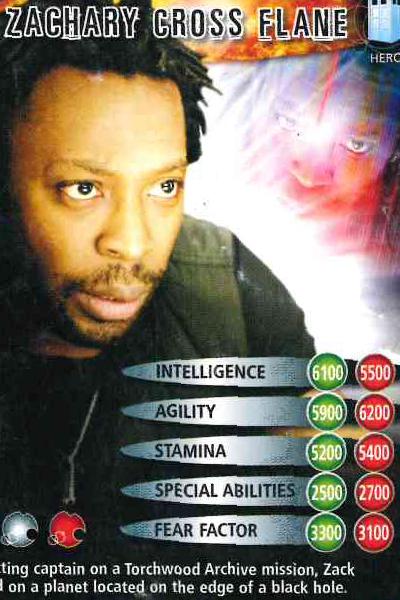 ZACHARY CROSS FLANE
HERO
INTELLIGENCE 6100 5500
AGILITY 5900 6200
STAMINA 5200 5400
SPECIAL ABILITIES 2500 2700
FEAR FACTOR 3300 3100
captain on a Torchwood Archive mission, Zack
on a planet located on the edge of a black hole.